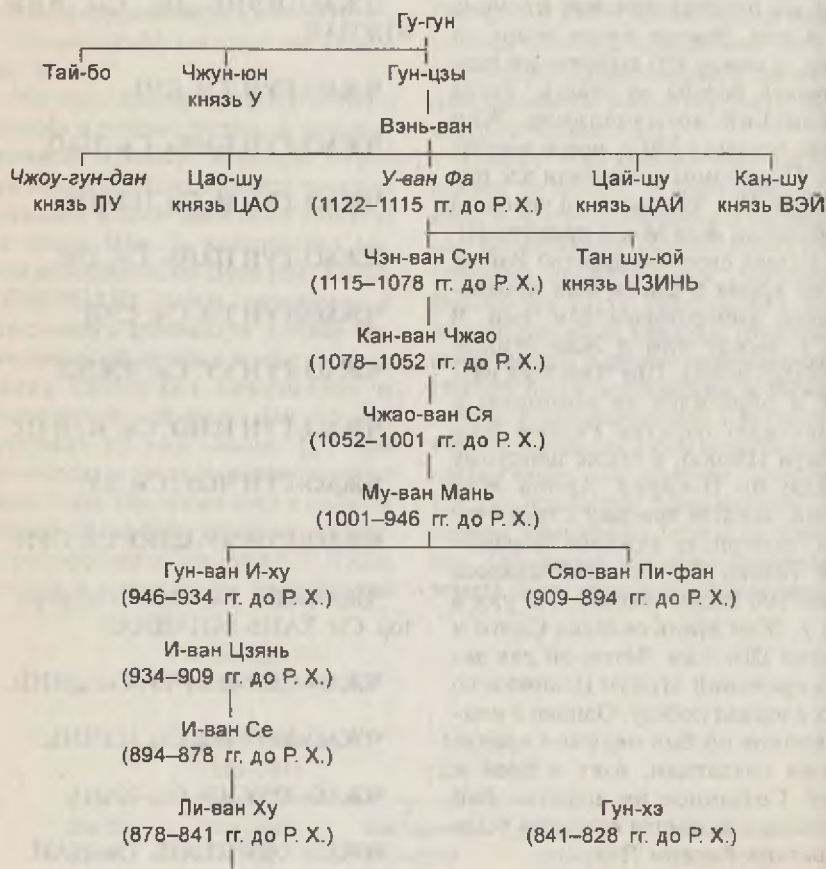 Гу-гун
Тай-бо Чжун-юн Гун-цзы
князь У
Вэнь-ван
Чжоу-гун-дан Цао-шу У-ван Фа Цай-шу Кан-шу
князь ЛУ князь ЦАО (1122–1115 гг. до Р. Х.) князь ЦАЙ князь ВЭЙ
Чэн-ван Сун Тан шу-юй
(1115–1078 гг. до Р. Х.) князь ЦЗИНЬ
Кан-ван Чжао
(1078–1052 гг. до Р. Х.)
Чжао-ван Ся
(1052–1001 гг. до Р. Х.)
Му-ван Мань
(1001–946 гг. до Р. Х.)
Гун-ван И-ху Сяо-ван Пи-фан
(946–934 гг. до Р. Х.) (909–894 гг. до Р. Х.)
И-ван Цзянь
(934–909 гг. до Р. Х.)
И-ван Се
(894–878 гг. до Р. Х.)
Ли-ван Ху Гун-хэ
(878–841 гг. до Р. Х.) (841–828 гг. до Р. Х.)